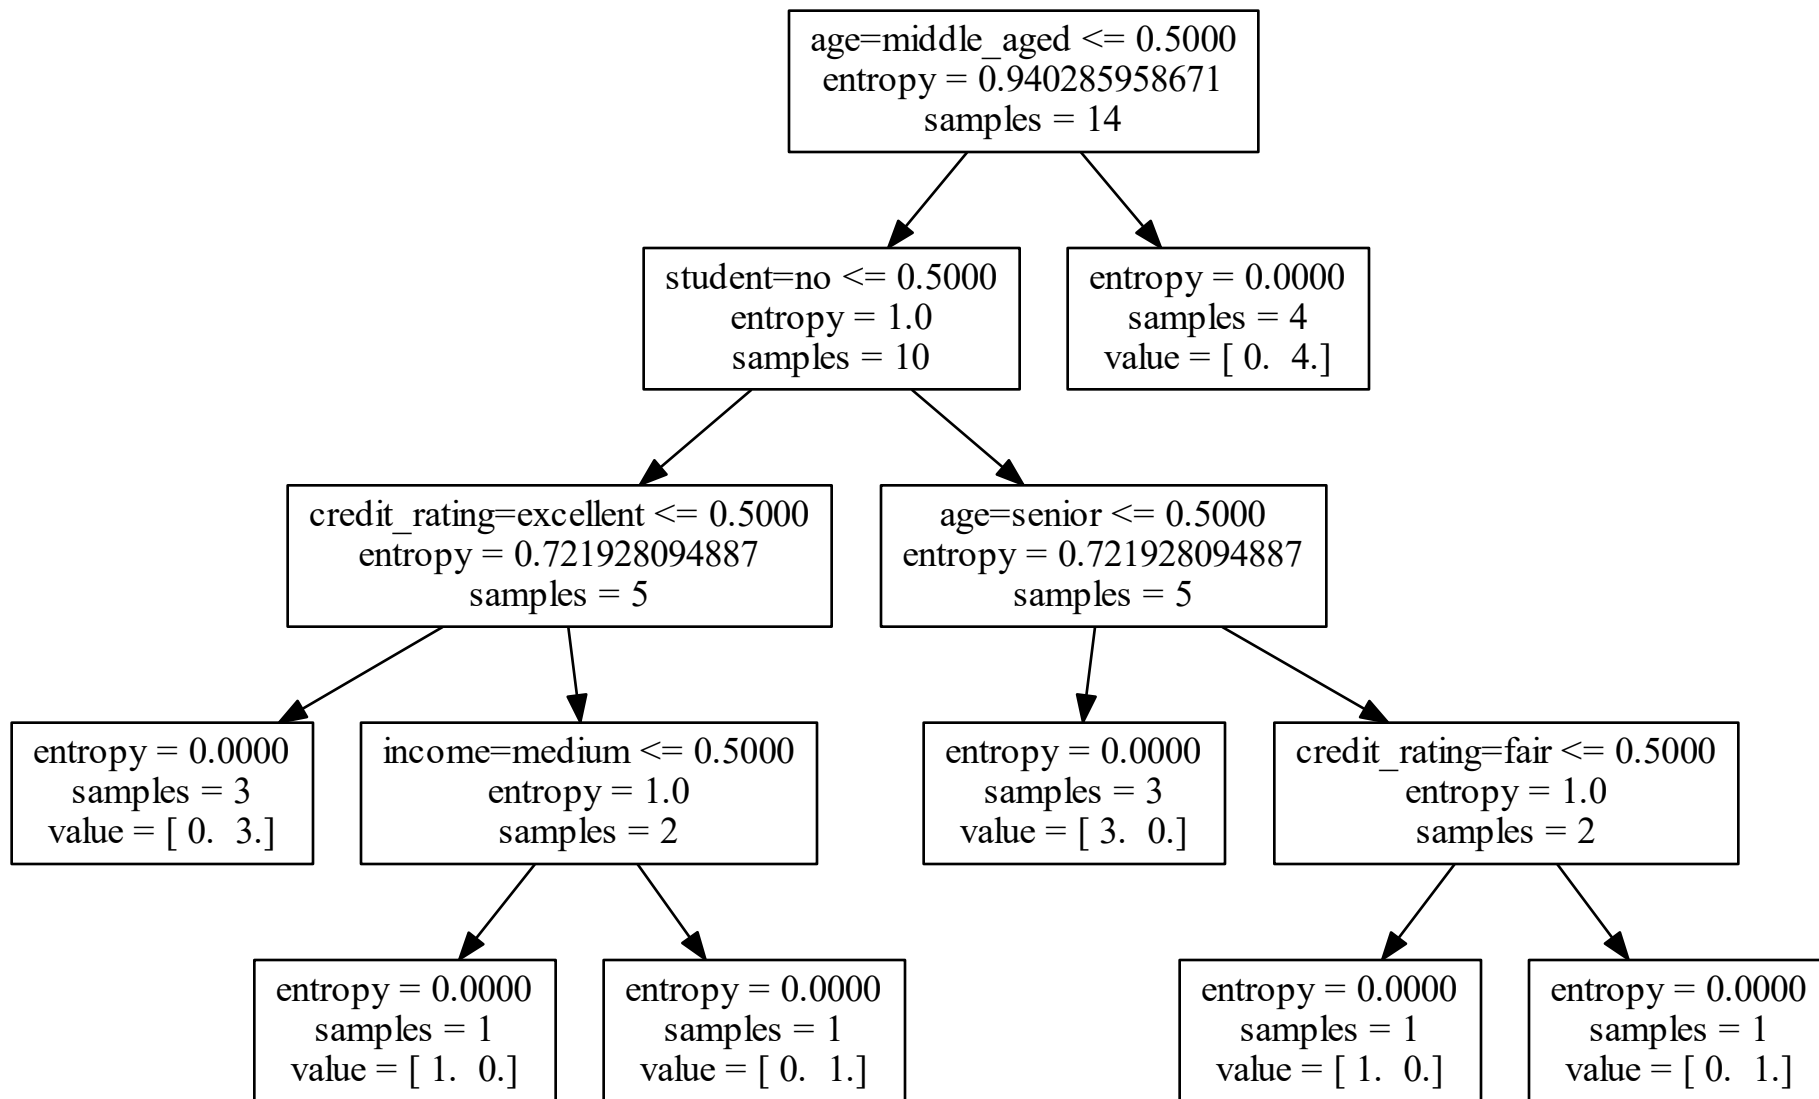 age=middle_aged <= 0.5000
entropy = 0.940285958671
samples = 14
student=no <= 0.5000
entropy = 1.0
samples = 10
entropy = 0.0000
samples = 4
value = [ 0.  4.]
credit_rating=excellent <= 0.5000
entropy = 0.721928094887
samples = 5
age=senior <= 0.5000
entropy = 0.721928094887
samples = 5
entropy = 0.0000
samples = 3
value = [ 0.  3.]
income=medium <= 0.5000
entropy = 1.0
samples = 2
entropy = 0.0000
samples = 3
value = [ 3.  0.]
credit_rating=fair <= 0.5000
entropy = 1.0
samples = 2
entropy = 0.0000
samples = 1
value = [ 1.  0.]
entropy = 0.0000
samples = 1
value = [ 0.  1.]
entropy = 0.0000
samples = 1
value = [ 1.  0.]
entropy = 0.0000
samples = 1
value = [ 0.  1.]